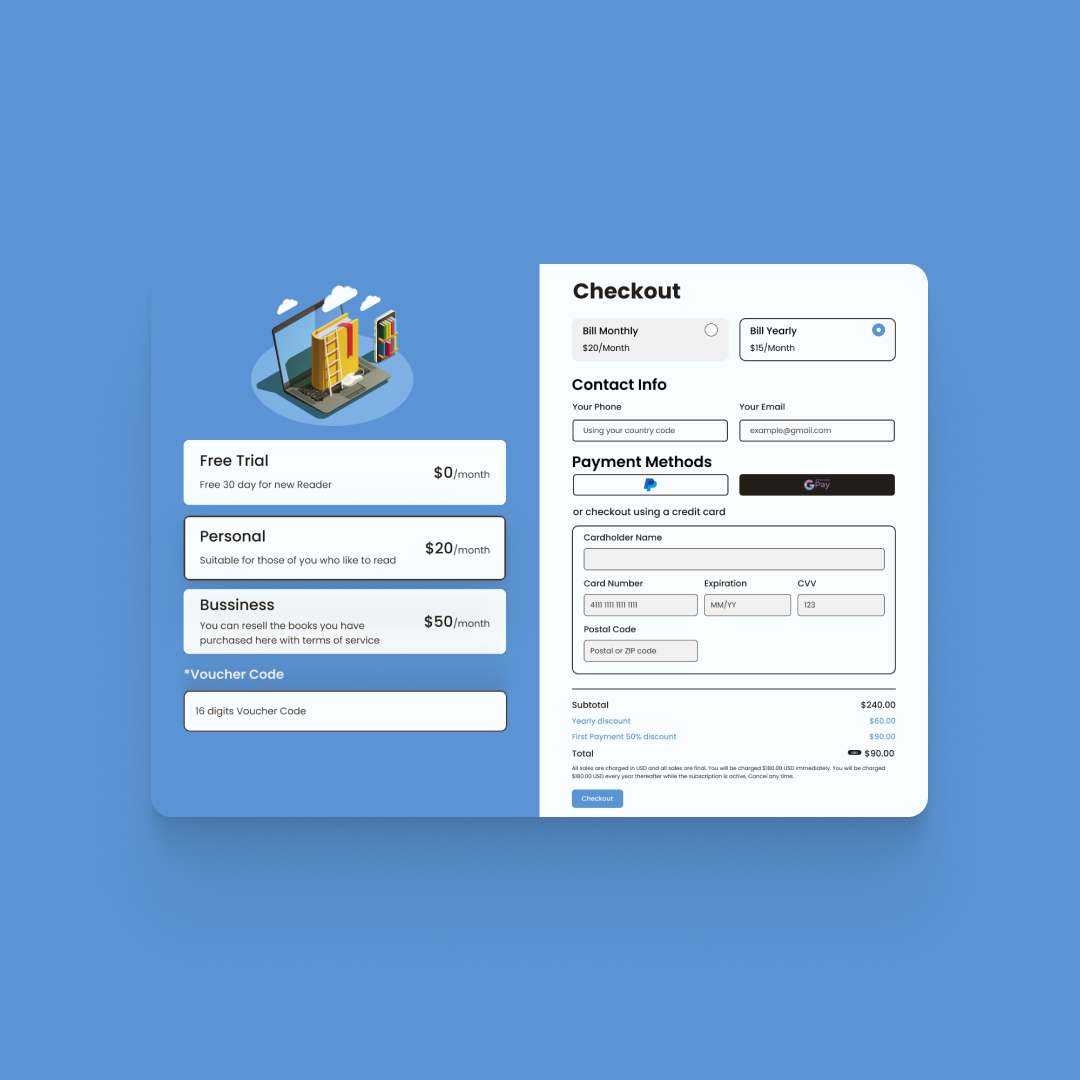 Free Trial
Free 30 day for new Reader
$0/month
Personal
Suitable for those of you who like to read
$20/month
Bussiness
You can resell the books you have
purchased here with terms of service
$50/month
*Voucher Code
16 digits Voucher Code
Checkout
Bill Monthly
$20/Month
Bill Yearly
$15/Month
Contact Info
Your Phone
Your Email
Using your country code
example@gmail.com
Payment Methods
G Pay
or checkout using a credit card
Cardholder Name
Card Number
Expiration
CVV
4111 1111 1111 1111
MM/YY
123
Postal Code
Postal or ZIP code
Subtotal
$240.00
Yearly discount
$60.00
First Payment 50% discount
$90.00
Total
$90.00
All sales are charged in USD and all sales are final. You will be charged $180.00 USD immediately. You will be charged
$180.00 USD every year thereafter while the subscription is active. Cancel any time.
Checkout